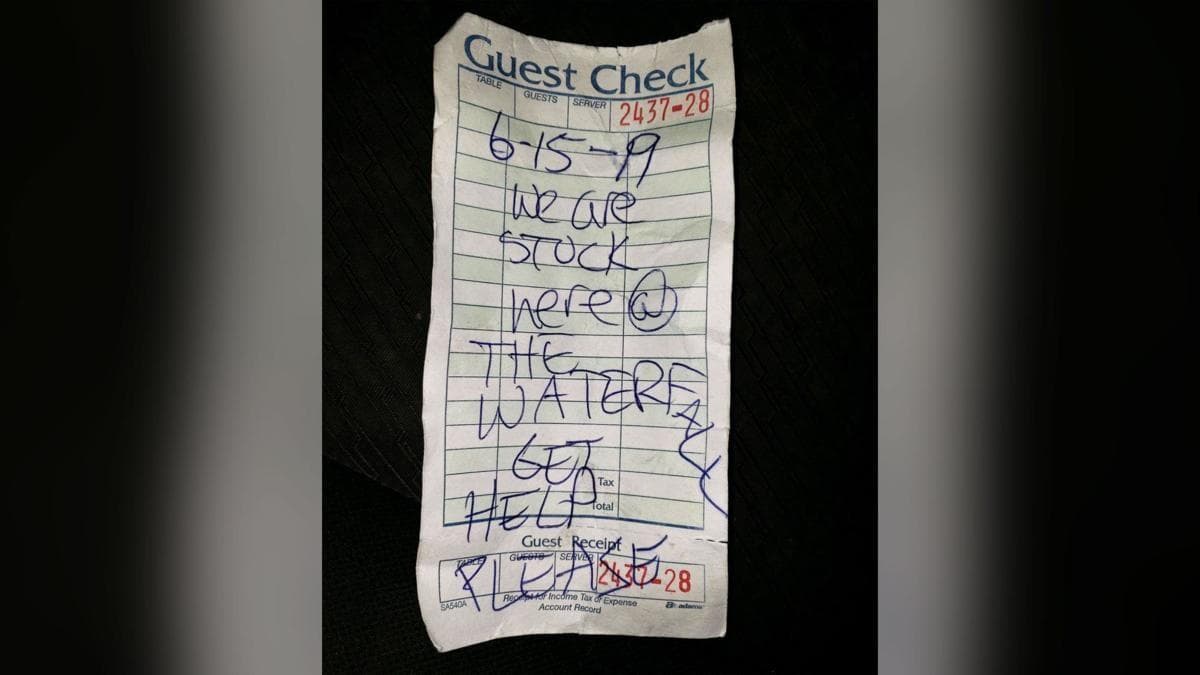 Guest Check
TABLE GUESTS SERVER 2437-28
6-15-19
We are
STUCK
here @
THE
WATERFALL
GET
HELP
Tax
Total
Guest Receipt
TABLE GUESTS SERVER 2437-28
PLEASE
SA540A
Receipt for Income Tax or Expense
Account Record
adams